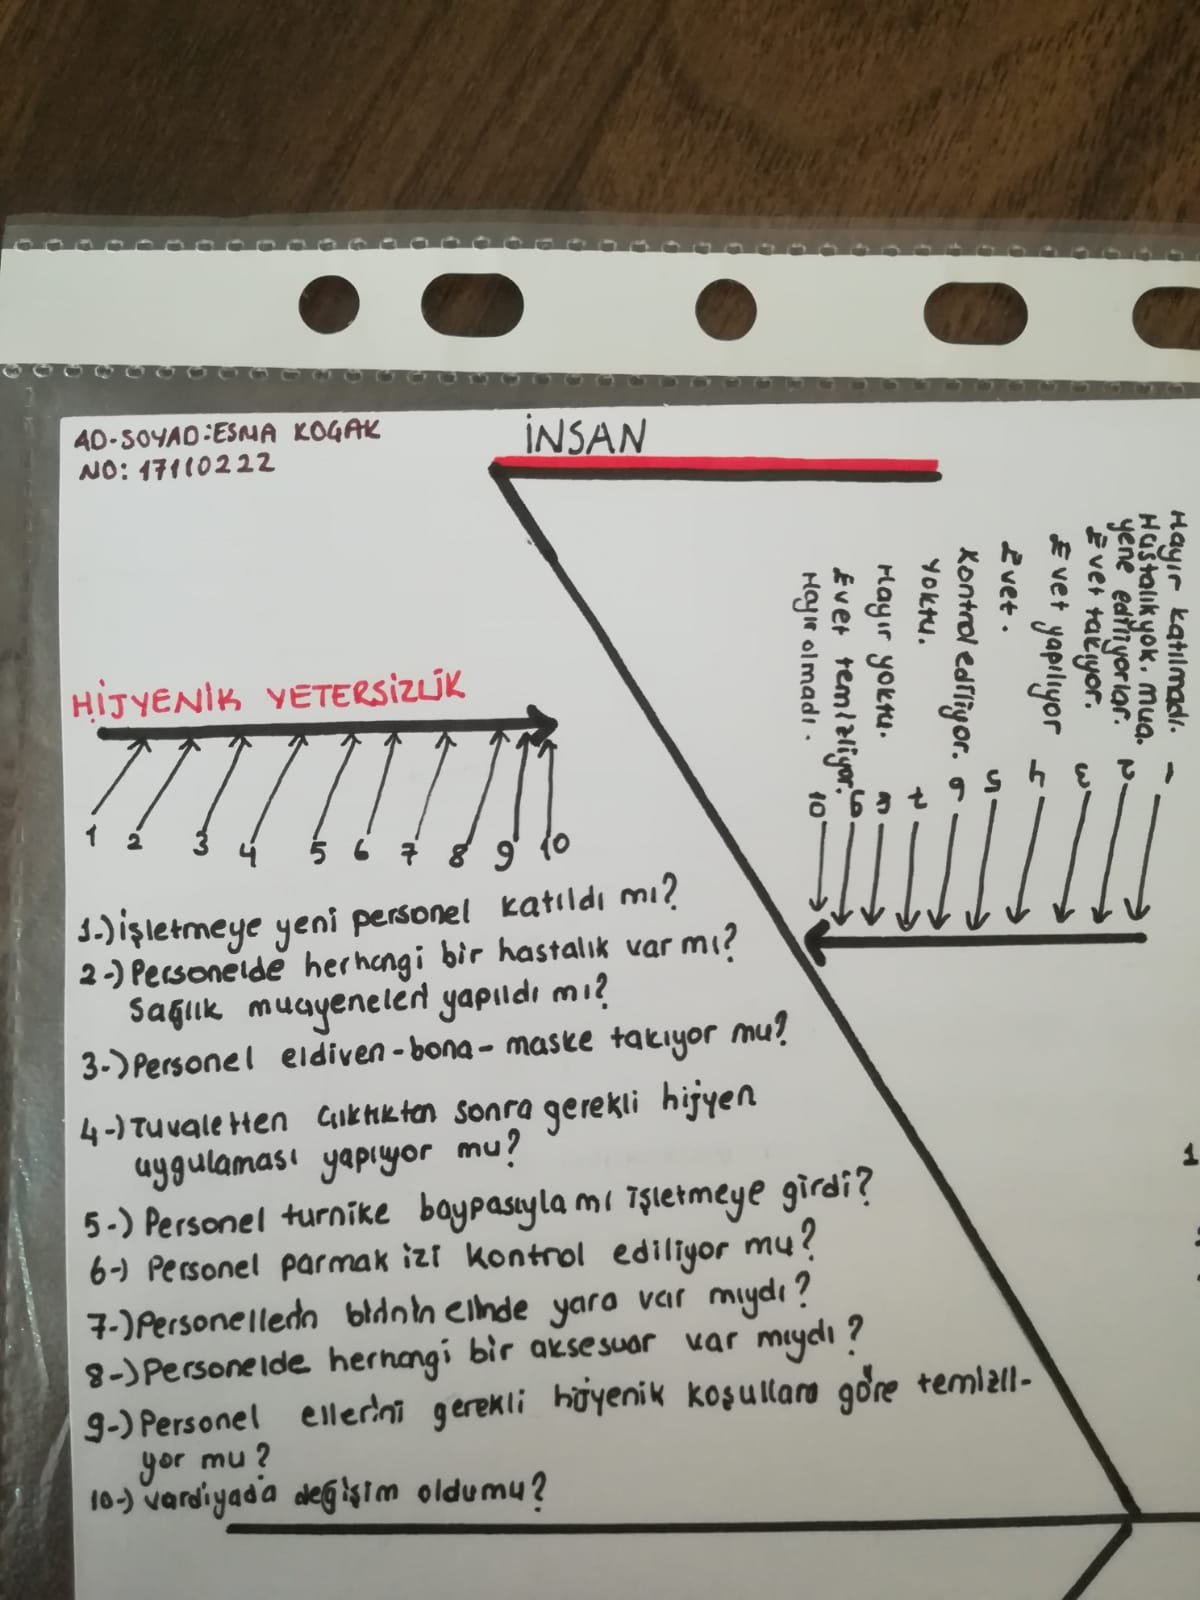 AD-SOYAD:ESMA KOÇAK
NO: 17110222
İNSAN
HİJYENİK YETERSİZLİK
1 2 3 4 5 6 7 8 9 10
1-)işletmeye yeni personel katıldı mı?
2-)Personelde herhangi bir hastalık var mı?
Sağlık muayeneleri yapıldı mı?
3-)Personel eldiven-bone-maske takıyor mu?
4-)Tuvaletten çıktıktan sonra gerekli hijyen
uygulaması yapıyor mu?
5-) Personel turnike baypasıyla mı işletmeye girdi?
6-) Personel parmak izi kontrol ediliyor mu?
7-)Personellerin birinin elinde yara var mıydı?
8-)Personelde herhangi bir aksesuar var mıydı?
9-)Personel ellerini gerekli hijyenik koşullara göre temizli-
yor mu?
10-) vardiyada değişim oldumu?
Hayır katılmadı. 1
Hastalık yok. mua.
yene ediliyorlar. 2
Evet takıyor. 3
Evet yapılıyor 4
Evet. 5
Kontrol ediliyor. 6
Yoktu. 7
Hayır yoktu. 8
Evet temizliyor. 9
Hayır olmadı. 10
1